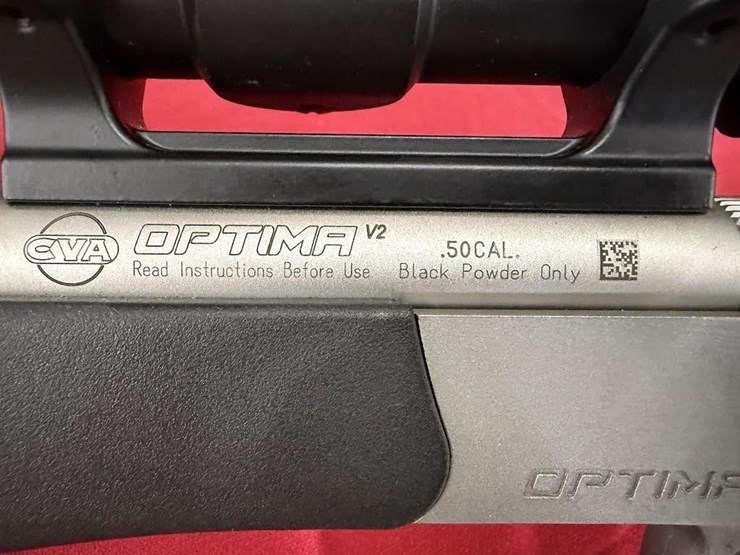 CVA OPTIMA V2 .50CAL.
Read Instructions Before Use Black Powder Only
OPTIMA